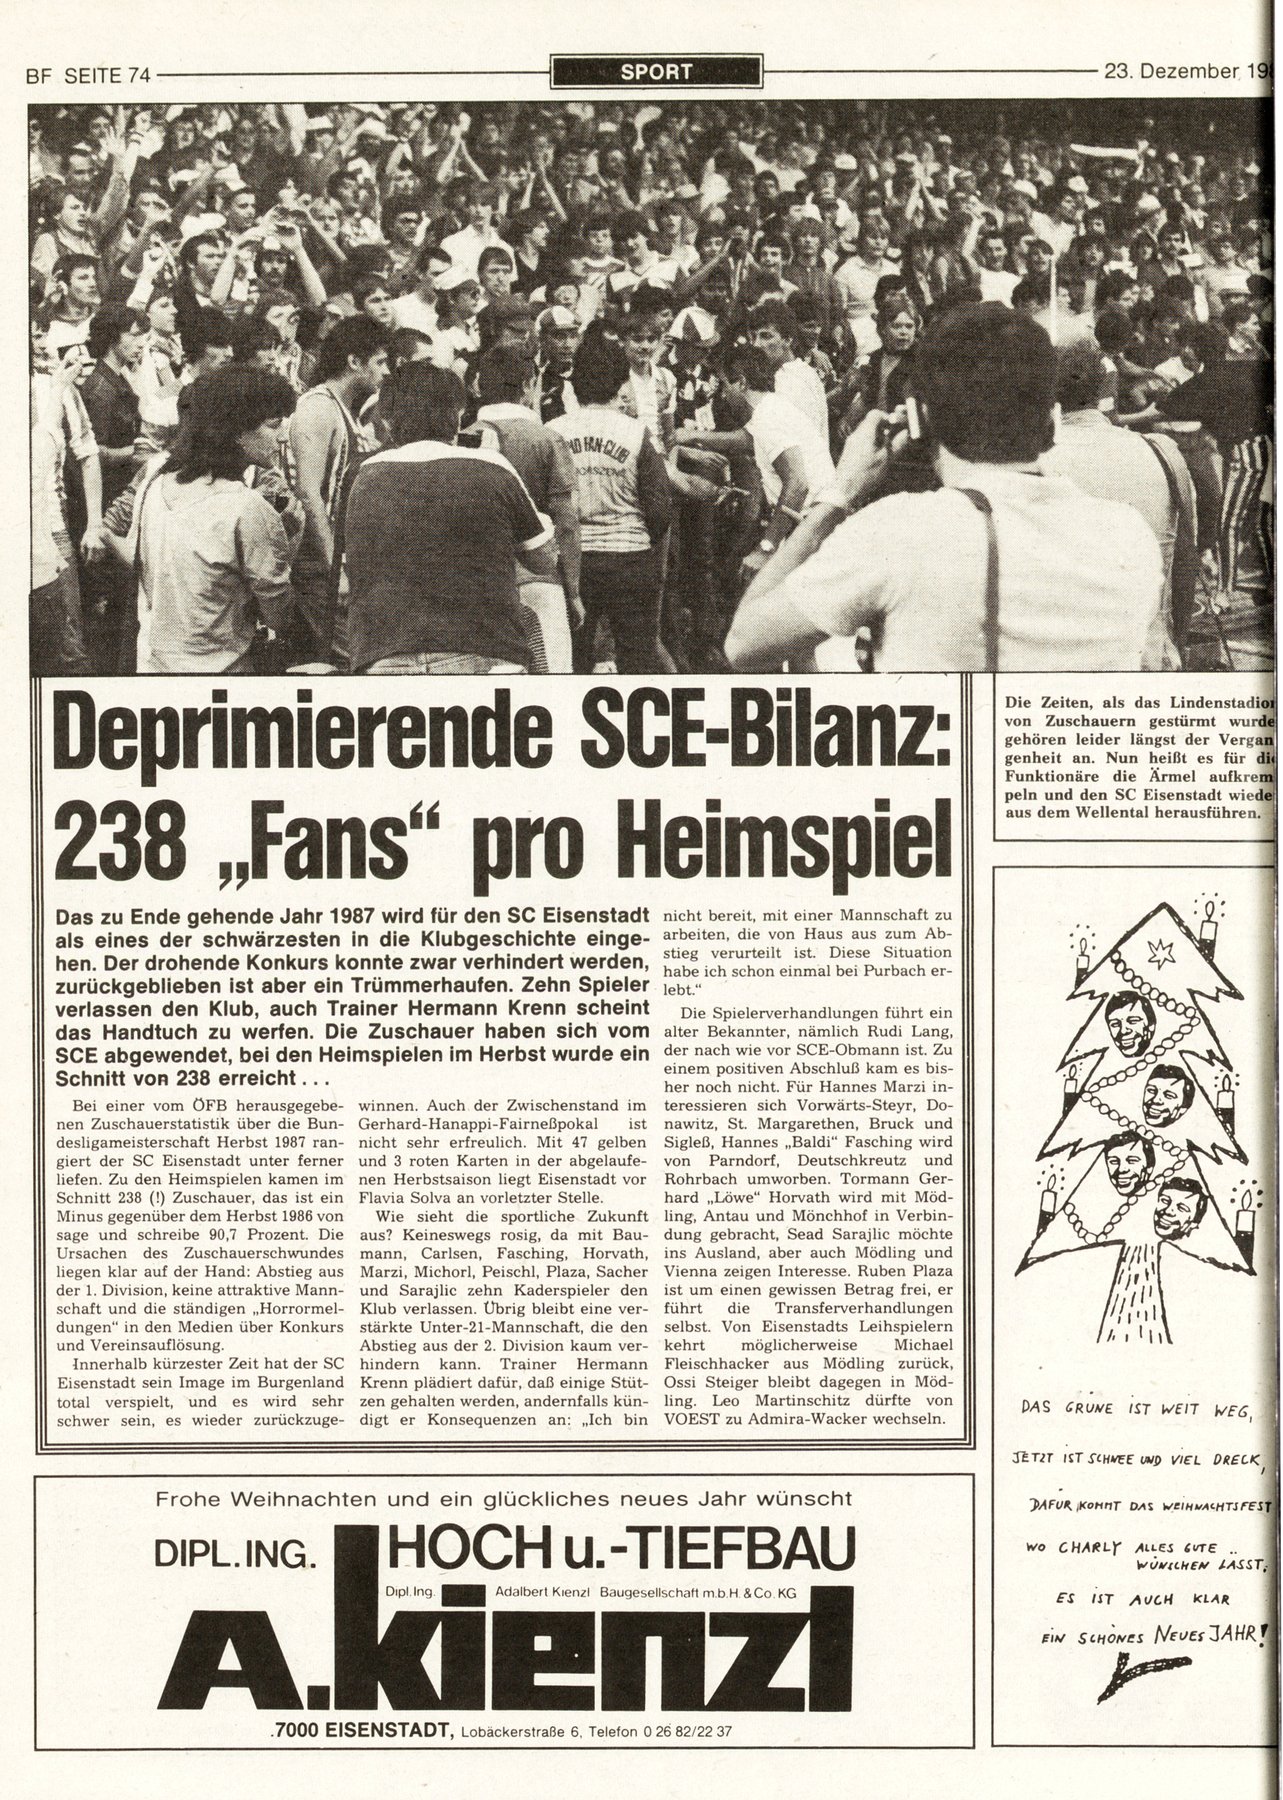 BF SEITE 74
SPORT
23. Dezember 198
LD FAN-CLUB
Deprimierende SCE-Bilanz:
238 „Fans“ pro Heimspiel
Das zu Ende gehende Jahr 1987 wird für den SC Eisenstadt
als eines der schwärzesten in die Klubgeschichte einge-
hen. Der drohende Konkurs konnte zwar verhindert werden,
zurückgeblieben ist aber ein Trümmerhaufen. Zehn Spieler
verlassen den Klub, auch Trainer Hermann Krenn scheint
das Handtuch zu werfen. Die Zuschauer haben sich vom
SCE abgewendet, bei den Heimspielen im Herbst wurde ein
Schnitt von 238 erreicht . . .
Bei einer vom ÖFB herausgegebe-
nen Zuschauerstatistik über die Bun-
desligameisterschaft Herbst 1987 ran-
giert der SC Eisenstadt unter ferner
liefen. Zu den Heimspielen kamen im
Schnitt 238 (!) Zuschauer, das ist ein
Minus gegenüber dem Herbst 1986 von
sage und schreibe 90,7 Prozent. Die
Ursachen des Zuschauerschwundes
liegen klar auf der Hand: Abstieg aus
der 1. Division, keine attraktive Mann-
schaft und die ständigen „Horrormel-
dungen“ in den Medien über Konkurs
und Vereinsauflösung.
Innerhalb kürzester Zeit hat der SC
Eisenstadt sein Image im Burgenland
total verspielt, und es wird sehr
schwer sein, es wieder zurückzuge-
winnen. Auch der Zwischenstand im
Gerhard-Hanappi-Fairneßpokal ist
nicht sehr erfreulich. Mit 47 gelben
und 3 roten Karten in der abgelaufe-
nen Herbstsaison liegt Eisenstadt vor
Flavia Solva an vorletzter Stelle.
Wie sieht die sportliche Zukunft
aus? Keineswegs rosig, da mit Bau-
mann, Carlsen, Fasching, Horvath,
Marzi, Michorl, Peischl, Plaza, Sacher
und Sarajlic zehn Kaderspieler den
Klub verlassen. Übrig bleibt eine ver-
stärkte Unter-21-Mannschaft, die den
Abstieg aus der 2. Division kaum ver-
hindern kann. Trainer Hermann
Krenn plädiert dafür, daß einige Stüt-
zen gehalten werden, andernfalls kün-
digt er Konsequenzen an: „Ich bin
nicht bereit, mit einer Mannschaft zu
arbeiten, die von Haus aus zum Ab-
stieg verurteilt ist. Diese Situation
habe ich schon einmal bei Purbach er-
lebt.“
Die Spielerverhandlungen führt ein
alter Bekannter, nämlich Rudi Lang,
der nach wie vor SCE-Obmann ist. Zu
einem positiven Abschluß kam es bis-
her noch nicht. Für Hannes Marzi in-
teressieren sich Vorwärts-Steyr, Do-
nawitz, St. Margarethen, Bruck und
Sigleß, Hannes „Baldi“ Fasching wird
von Parndorf, Deutschkreutz und
Rohrbach umworben. Tormann Ger-
hard „Löwe“ Horvath wird mit Möd-
ling, Antau und Mönchhof in Verbin-
dung gebracht, Sead Sarajlic möchte
ins Ausland, aber auch Mödling und
Vienna zeigen Interesse. Ruben Plaza
ist um einen gewissen Betrag frei, er
führt die Transferverhandlungen
selbst. Von Eisenstadts Leihspielern
kehrt möglicherweise Michael
Fleischhacker aus Mödling zurück,
Ossi Steiger bleibt dagegen in Möd-
ling. Leo Martinschitz dürfte von
VOEST zu Admira-Wacker wechseln.
Die Zeiten, als das Lindenstadion
von Zuschauern gestürmt wurde
gehören leider längst der Vergan
genheit an. Nun heißt es für die
Funktionäre die Ärmel aufkrem
peln und den SC Eisenstadt wiede
aus dem Wellental herausführen.
DAS GRÜNE IST WEIT WEG,
JETZT IST SCHNEE UND VIEL DRECK,
DAFÜR KOMMT DAS WEIHNACHTSFEST
WO CHARLY ALLES GUTE
WÜNSCHEN LÄSST,
ES IST AUCH KLAR
EIN SCHÖNES NEUES JAHR!
Frohe Weihnachten und ein glückliches neues Jahr wünscht
DIPL. ING. HOCH u.-TIEFBAU
Dipl. Ing. Adalbert Kienzl Baugesellschaft m.b.H. & Co. KG
A.kienzl
.7000 EISENSTADT, Lobäckerstraße 6, Telefon 0 26 82/22 37